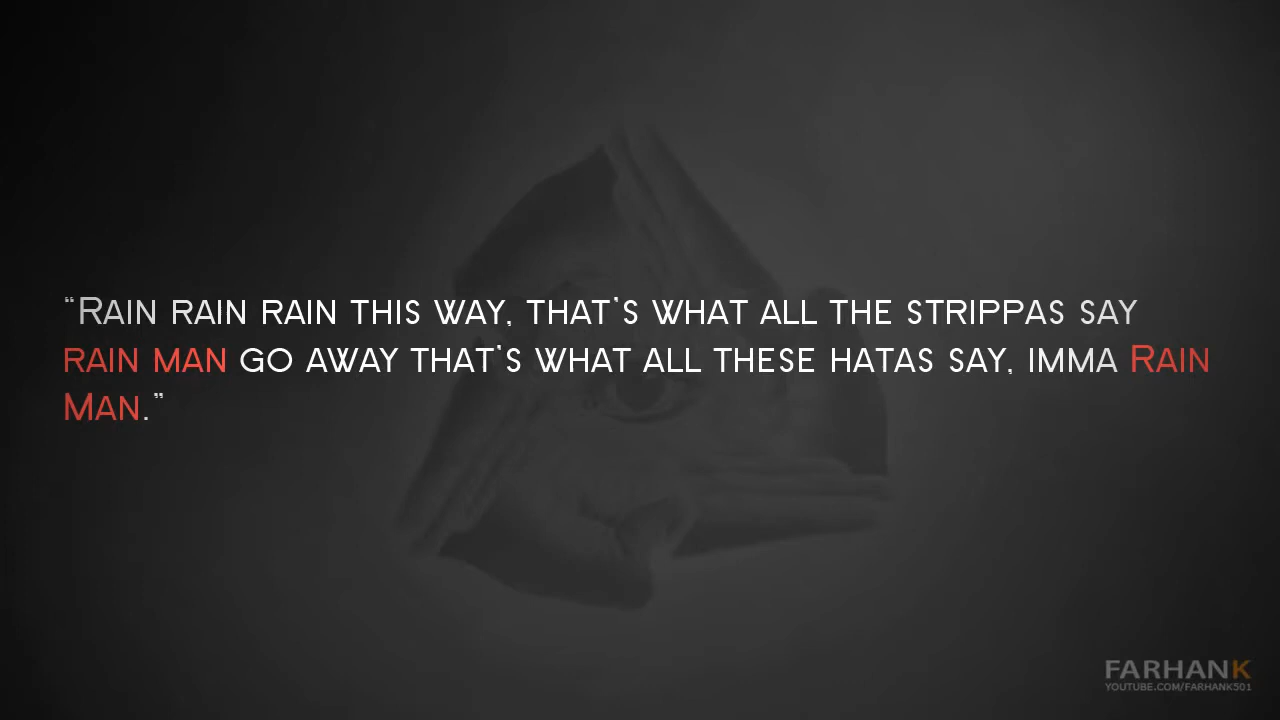 “Rain rain rain this way, that's what all the strippas say
rain man go away that's what all these hatas say, imma Rain
Man.”
FARHANK
YOUTUBE.COM/FARHANK501